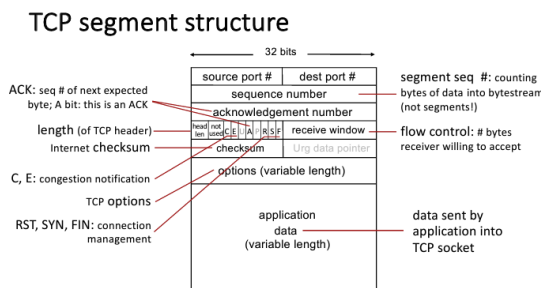 TCP segment structure
32 bits
source port #
dest port #
sequence number
acknowledgement number
head
len
not
used
C E U A P R S F
receive window
checksum
Urg data pointer
options (variable length)
application
data
(variable length)
ACK: seq # of next expected
byte; A bit: this is an ACK
length (of TCP header)
Internet checksum
C, E: congestion notification
TCP options
RST, SYN, FIN: connection
management
segment seq #: counting
bytes of data into bytestream
(not segments!)
flow control: # bytes
receiver willing to accept
data sent by
application into
TCP socket